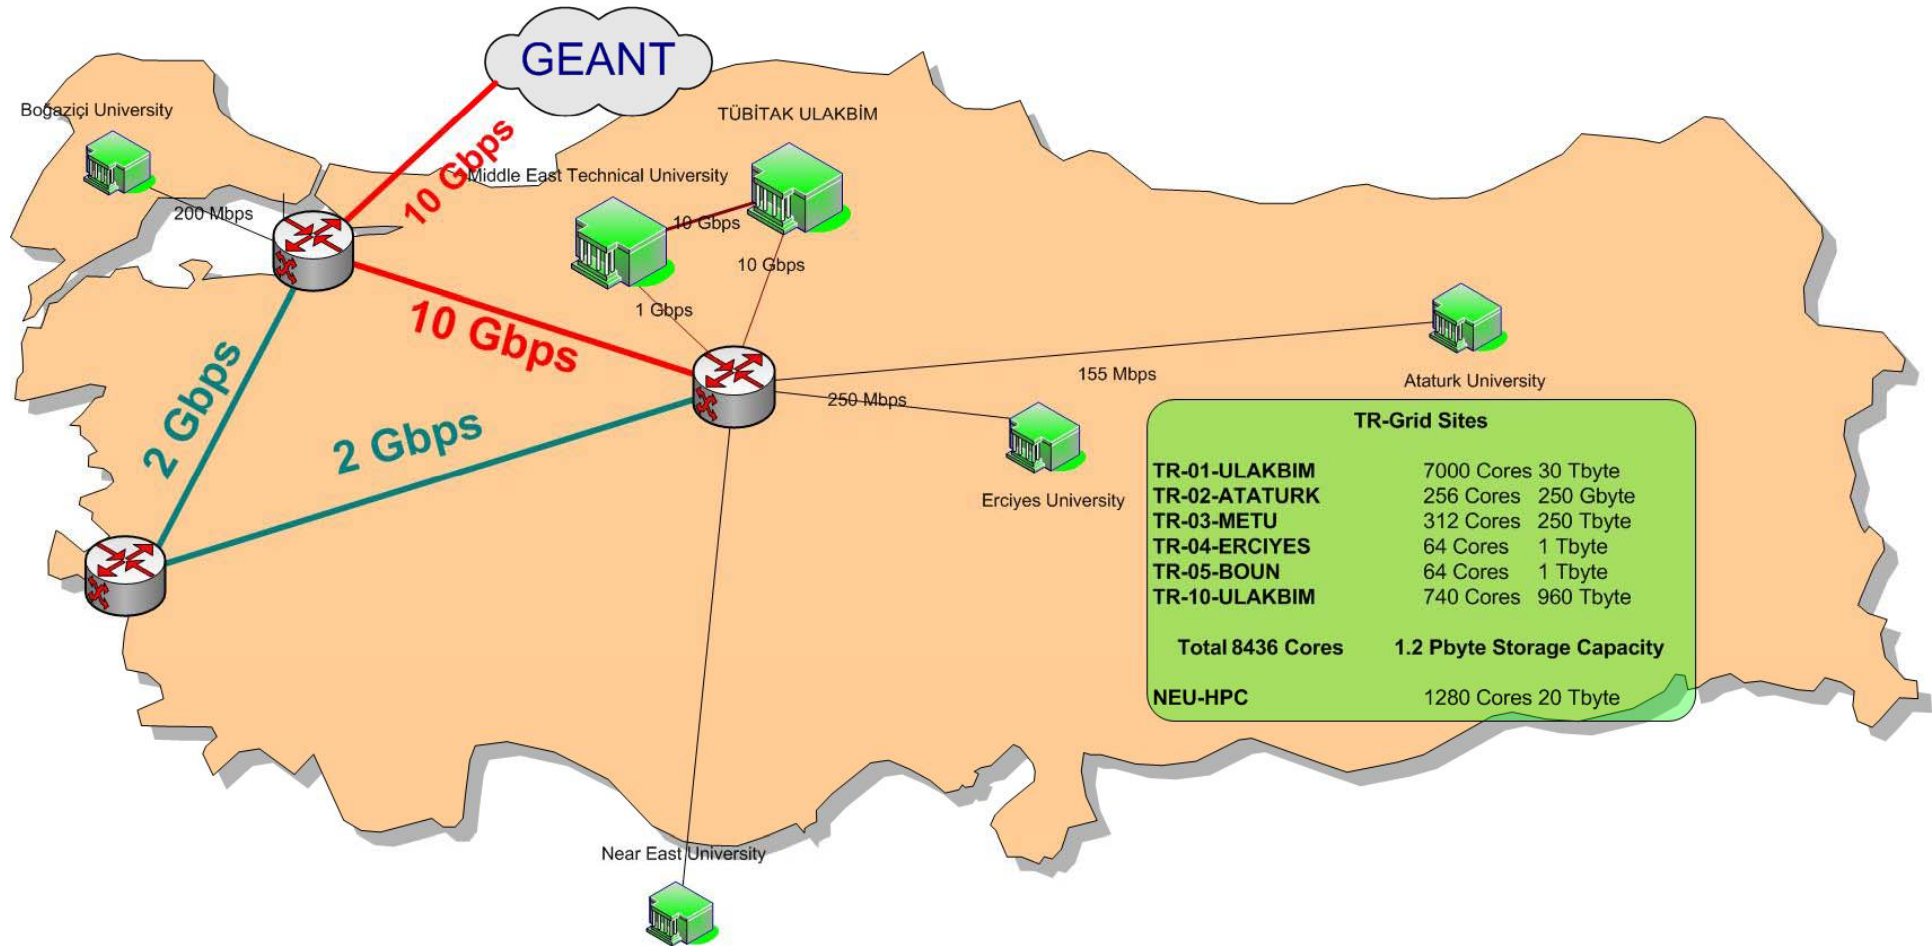 GEANT
Boğaziçi University
TÜBİTAK ULAKBİM
10 Gbps
Middle East Technical University
200 Mbps
10 Gbps
10 Gbps
1 Gbps
10 Gbps
2 Gbps
2 Gbps
155 Mbps
250 Mbps
Ataturk University
Erciyes University
TR-Grid Sites
TR-01-ULAKBIM 7000 Cores 30 Tbyte
TR-02-ATATURK 256 Cores 250 Gbyte
TR-03-METU 312 Cores 250 Tbyte
TR-04-ERCIYES 64 Cores 1 Tbyte
TR-05-BOUN 64 Cores 1 Tbyte
TR-10-ULAKBIM 740 Cores 960 Tbyte
Total 8436 Cores 1.2 Pbyte Storage Capacity
NEU-HPC 1280 Cores 20 Tbyte
Near East University